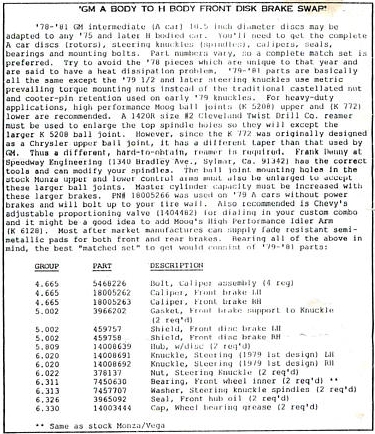 "GM A BODY TO H BODY FRONT DISK BRAKE SWAP"
'78-'81 GM intermediate (A car) 10.5 inch diameter discs may be
adapted to any '75 and later H bodied car. You'll need to get the complete
A car discs (rotors), steering knuckles (spindles), calipers, seals,
bearings and mounting bolts. Part numbers vary, so a complete match set is
preferred. Try to avoid the '78 pieces which are unique to that year and
are said to have a heat dissipation problem. '79-'81 parts are basically
all the same except the '79 1/2 and later steering knuckles use metric
prevailing torque mounting nuts instead of the traditional castellated nut
and cooter-pin retention used on early '79 knuckles. For heavy-duty
applications, high performance Moog ball joints (K 5208) upper and (K 772)
lower are recommended. A 1420R size #2 Cleveland Twist Drill Co. reamer
must be used to enlarge the top spindle holes so they will except the
larger K 5208 ball joint. However, since the K 772 was originally designed
as a Chrysler upper ball joint, it has a different taper than that used by
GM. Thus a different, hard-to-obtain, reamer is required. Frank Dwuny at
Speedway Engineering (1340 Bradley Ave., Sylmar, Ca. 91342) has the correct
tools and can modify your spindles. The ball joint mounting holes in the
stock Monza upper and lower control arms must also be enlarged to accept
these larger ball joints. Master cylinder capacity must be increased with
these larger brakes. PN# 18005266 was used on '79 A cars without power
brakes and will bolt up to your fire wall. Also recommended is Chevy's
adjustable proportioning valve (1404482) for dialing in your custom combo
and it might be a good idea to add Moog's High Performance Idler Arm
(K 6128). Most after market manufactures can supply fade resistant semi-
metallic pads for both front and rear brakes. Bearing all of the above in
mind, the best "matched set" to get would consist of '79-'81 parts:
GROUP PART DESCRIPTION
4.665 5468226 Bolt, Caliper assembly (4 req)
4.665 18005262 Caliper, Front brake LH
4.665 18005263 Caliper, Front brake RH
5.002 3966202 Gasket, Front brake support to Knuckle
(2 req'd)
5.002 459757 Shield, Front disc brake LH
5.002 459758 Shield, Front disc brake RH
5.809 14008639 Hub, w/disc (2 req'd)
6.020 14008691 Knuckle, Steering (1979 1st design) LH
6.020 14008692 Knuckle, Steering (1979 1st design) RH
6.022 378137 Nut, Steering Knuckle (2 req'd)
6.311 7450630 Bearing, Front wheel inner (2 req'd) **
6.313 7457707 Washer, Steering knuckle spindles (2 req'd)
6.326 3965092 Seal, Front hub oil (2 req'd)
6.330 14003444 Cap, Wheel bearing grease (2 req'd)
** Same as stock Monza/Vega